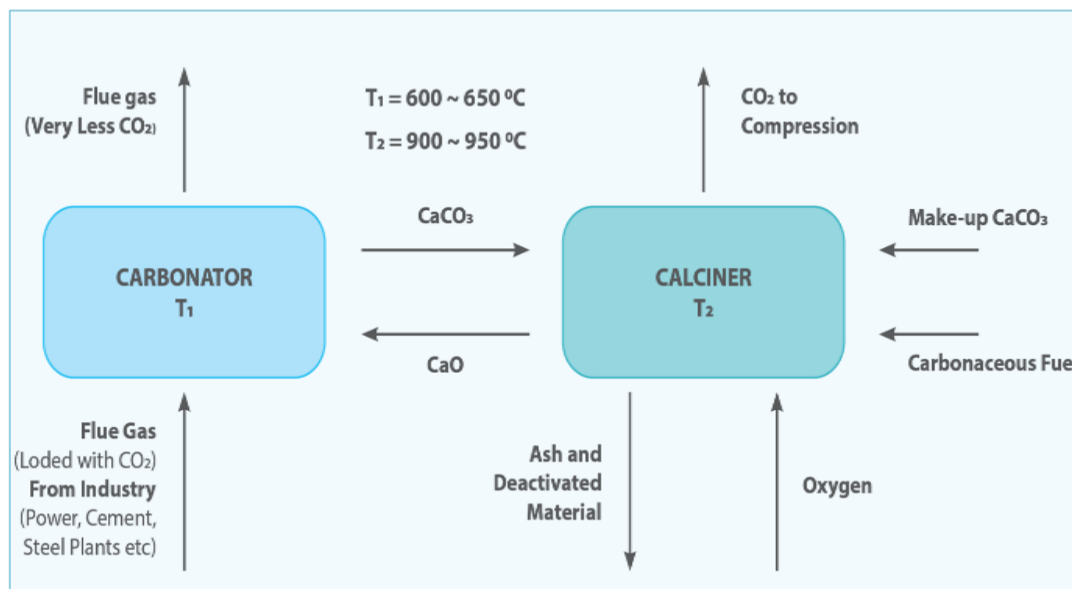 Flue gas
(Very Less CO₂)
T₁ = 600 ~ 650 ⁰C
T₂ = 900 ~ 950 ⁰C
CO₂ to
Compression
CARBONATOR
T₁
CaCO₃
CaO
CALCINER
T₂
Make-up CaCO₃
Carbonaceous Fue
Flue Gas
(Loded with CO₂)
From Industry
(Power, Cement,
Steel Plants etc)
Ash and
Deactivated
Material
Oxygen